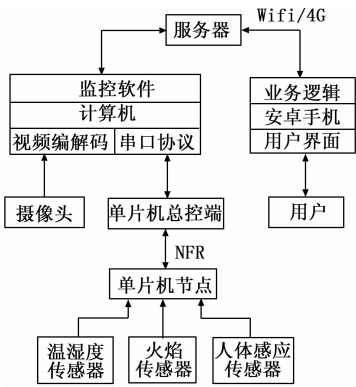 Wifi/4G
服务器
监控软件
计算机
视频编解码
串口协议
业务逻辑
安卓手机
用户界面
摄像头
单片机总控端
用户
NFR
单片机节点
温湿度
传感器
火焰
传感器
人体感应
传感器